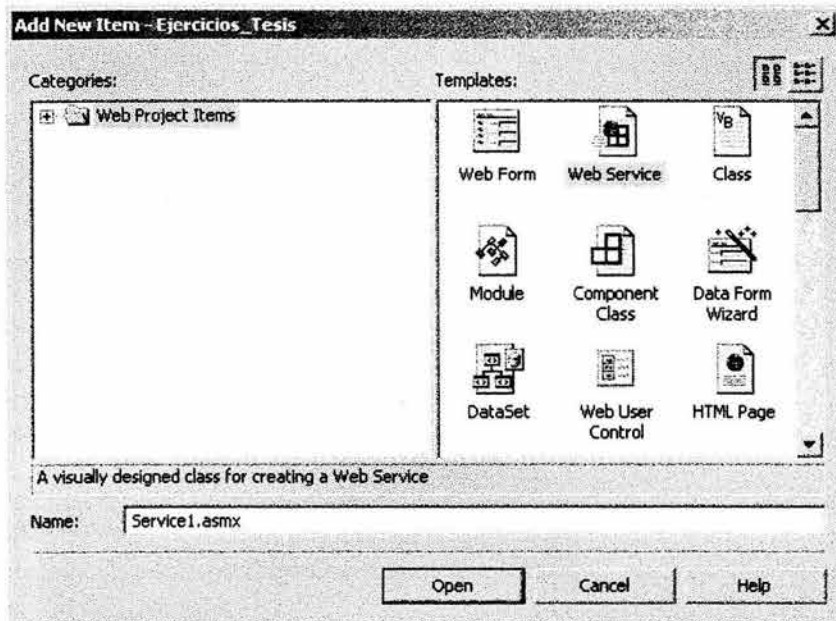 Add New Item - Ejercicios_Tesis
Categories:
Templates:
Web Project Items
Web Form
Web Service
VB
Class
Module
Component
Class
Data Form
Wizard
DataSet
Web User
Control
HTML Page
A visually designed class for creating a Web Service
Name:
Service1.asmx
Open
Cancel
Help